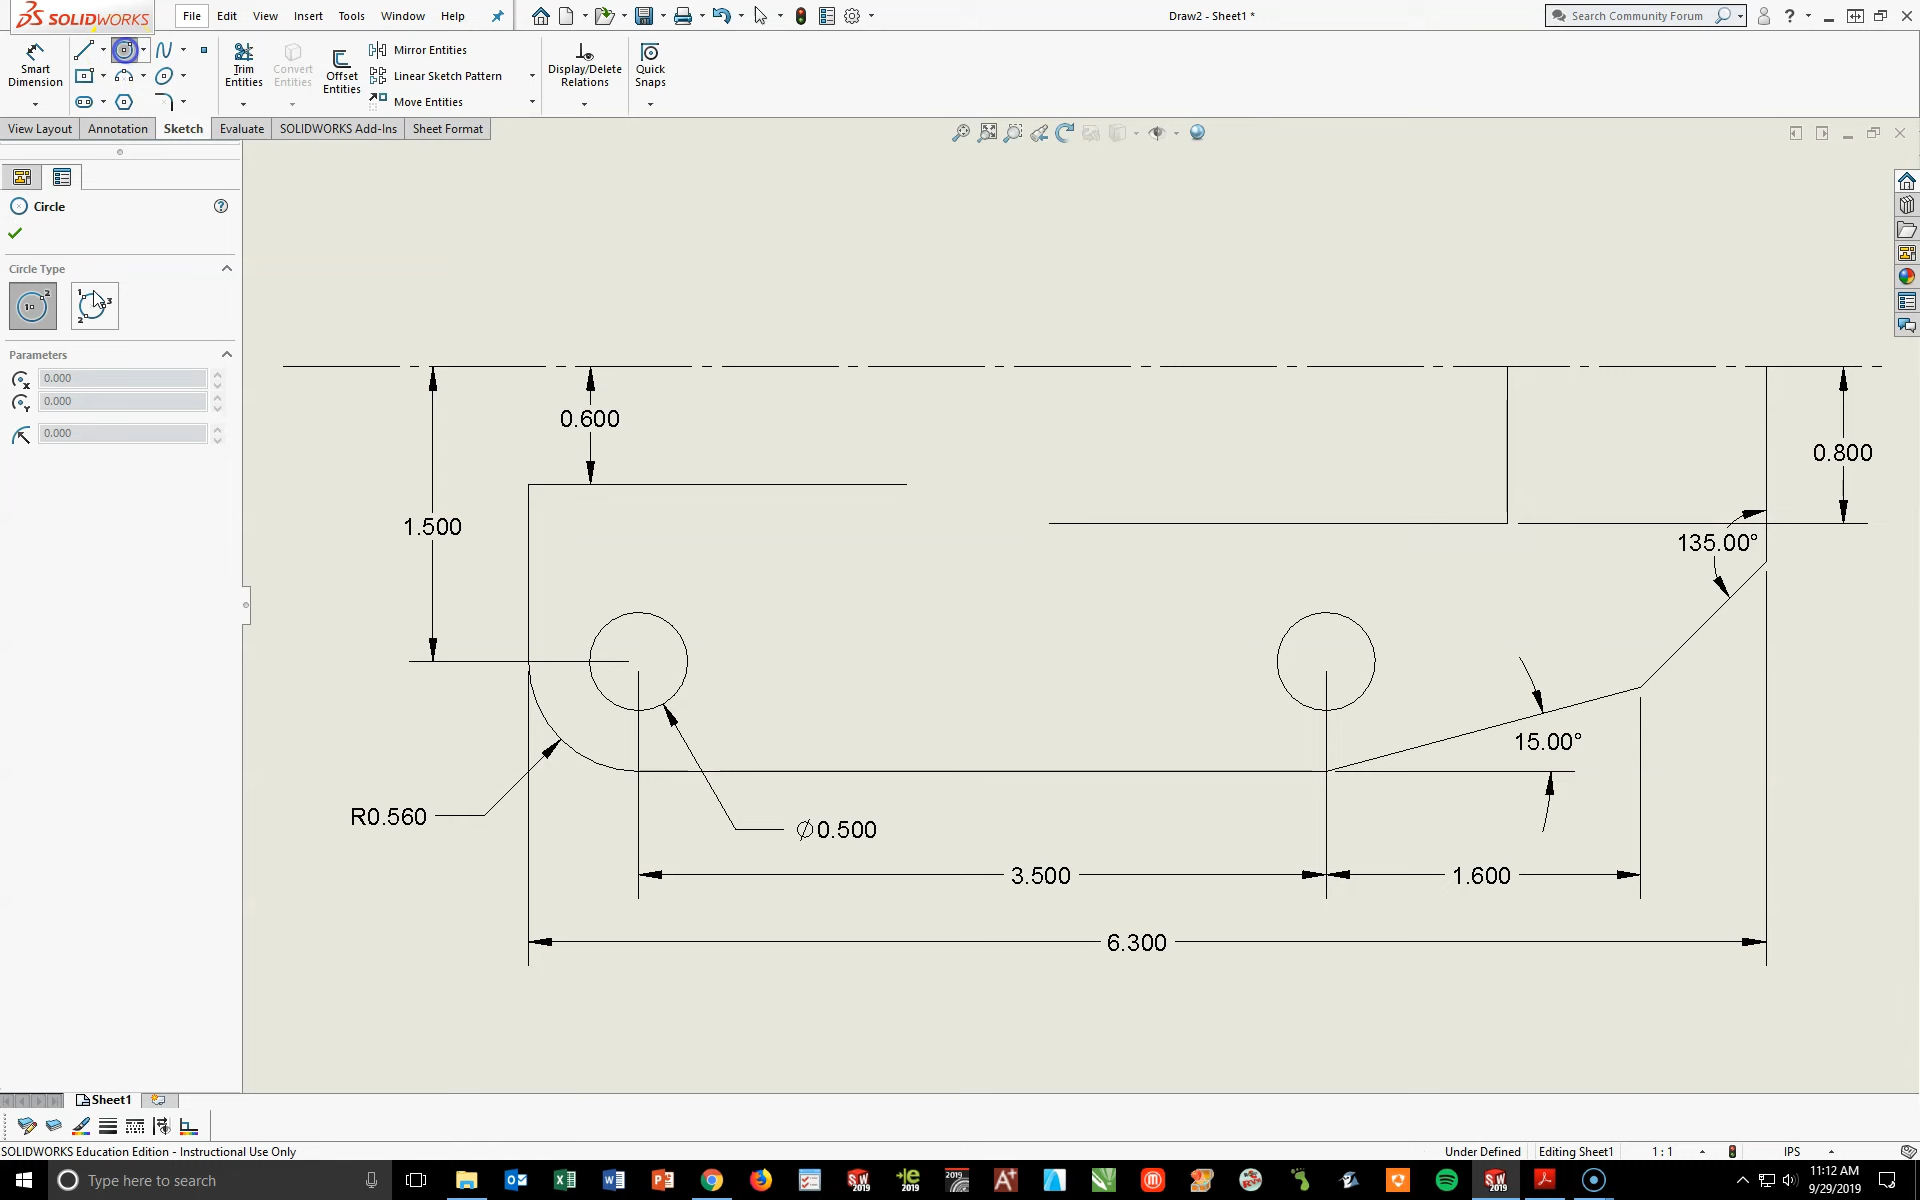 SOLIDWORKS File Edit View Insert Tools Window Help Draw2 - Sheet1 * Search Community Forum ?
Smart Dimension
Trim Entities
Convert Entities
Offset Entities
Mirror Entities
Linear Sketch Pattern
Move Entities
Display/Delete Relations
Quick Snaps
View Layout Annotation Sketch Evaluate SOLIDWORKS Add-Ins Sheet Format
Circle
Circle Type
Parameters
0.000
0.000
0.000
0.600
0.800
1.500
135.00°
15.00°
R0.560
∅0.500
3.500
1.600
6.300
Sheet1
SOLIDWORKS Education Edition - Instructional Use Only Under Defined Editing Sheet1 1 : 1 IPS
Type here to search
11:12 AM
9/29/2019